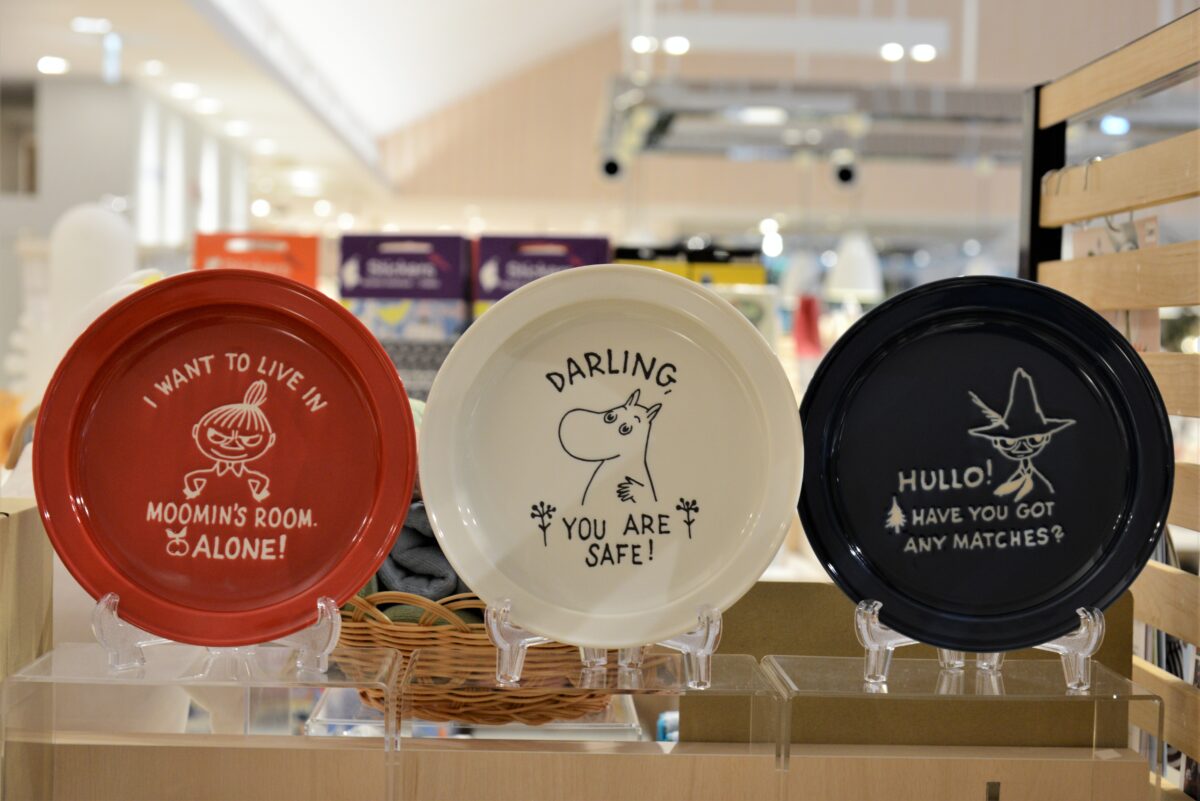 I WANT TO LIVE IN
MOOMIN'S ROOM.
ALONE!
DARLING,
YOU ARE
SAFE!
HULLO!
HAVE YOU GOT
ANY MATCHES?
Stickers
Stickers